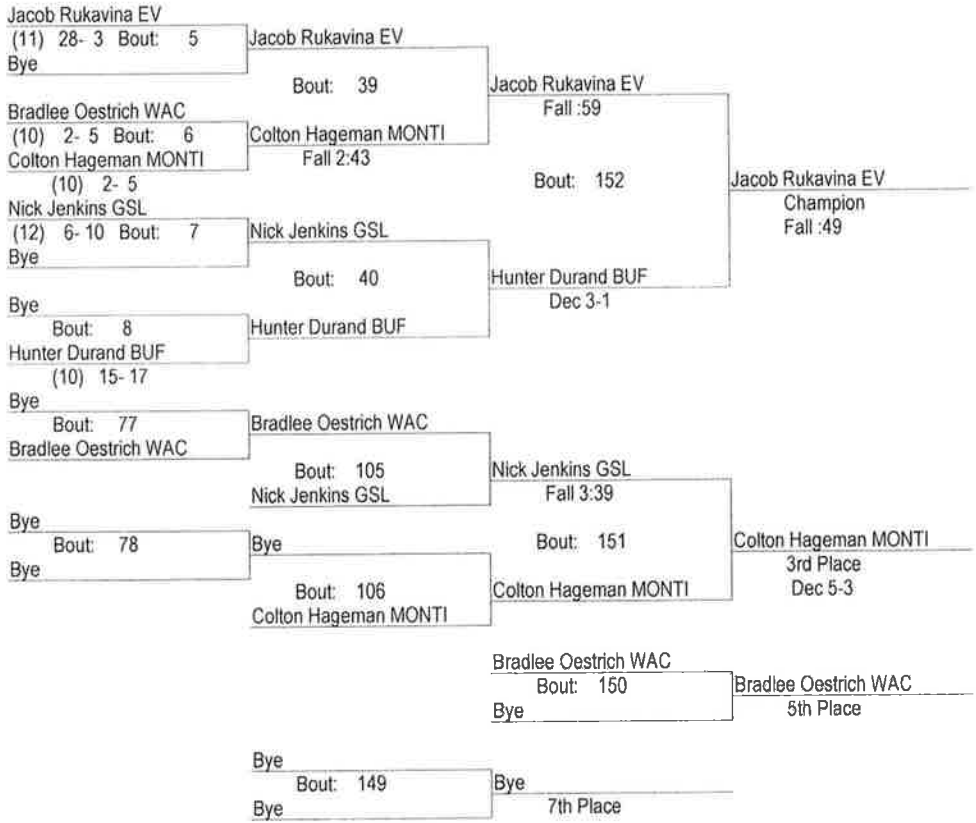 Jacob Rukavina EV
(11) 28- 3 Bout: 5
Bye
Jacob Rukavina EV
Bout: 39
Bradlee Oestrich WAC
(10) 2- 5 Bout: 6
Colton Hageman MONTI
(10) 2- 5
Colton Hageman MONTI
Fall 2:43
Jacob Rukavina EV
Fall :59
Bout: 152
Nick Jenkins GSL
(12) 6- 10 Bout: 7
Bye
Nick Jenkins GSL
Bout: 40
Bye
Bout: 8
Hunter Durand BUF
(10) 15- 17
Hunter Durand BUF
Hunter Durand BUF
Dec 3-1
Jacob Rukavina EV
Champion
Fall :49
Bye
Bout: 77
Bradlee Oestrich WAC
Bradlee Oestrich WAC
Bout: 105
Nick Jenkins GSL
Nick Jenkins GSL
Fall 3:39
Bout: 151
Bye
Bout: 78
Bye
Bye
Bout: 106
Colton Hageman MONTI
Colton Hageman MONTI
Colton Hageman MONTI
3rd Place
Dec 5-3
Bradlee Oestrich WAC
Bout: 150
Bye
Bradlee Oestrich WAC
5th Place
Bye
Bout: 149
Bye
Bye
7th Place